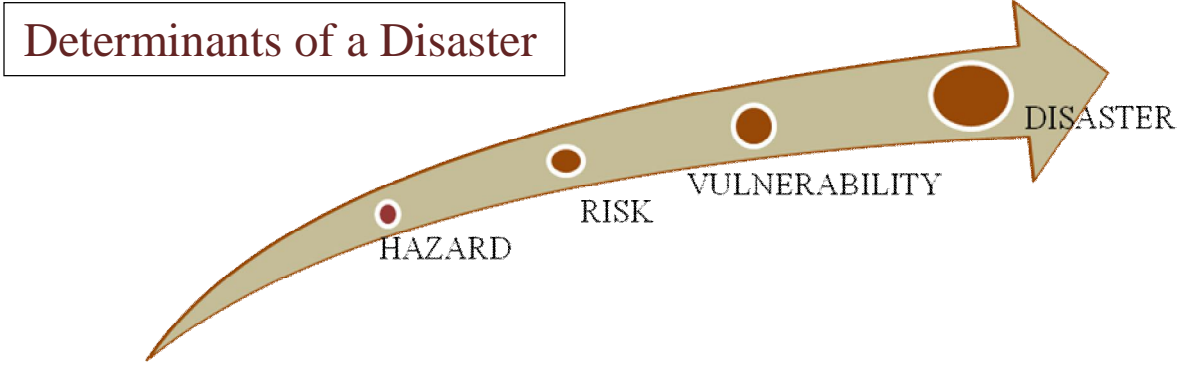 Determinants of a Disaster
HAZARD
RISK
VULNERABILITY
DISASTER